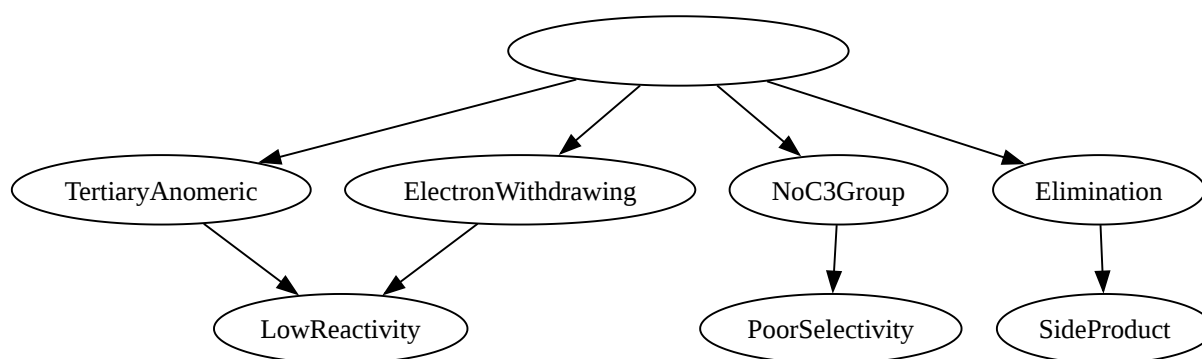 TertiaryAnomeric
ElectronWithdrawing
NoC3Group
Elimination
LowReactivity
PoorSelectivity
SideProduct